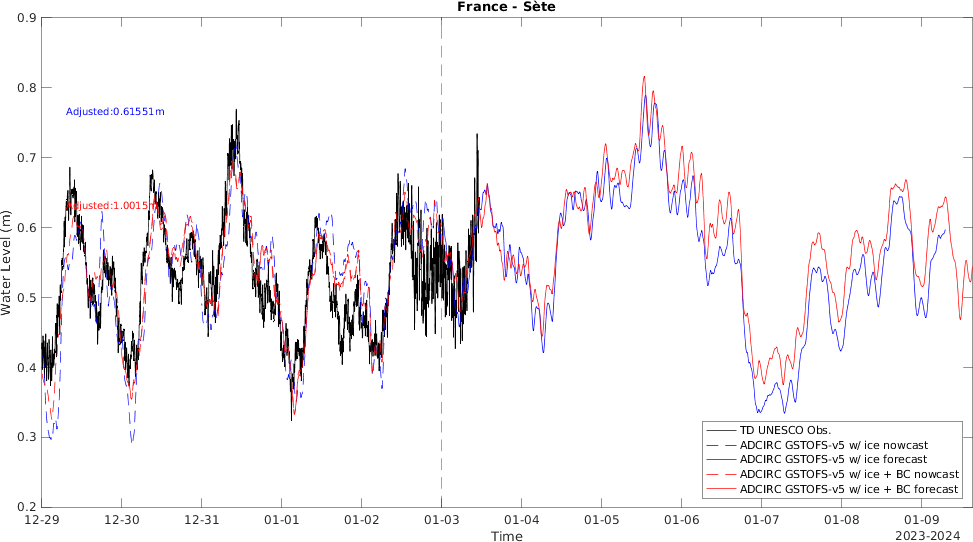 France - Sète
0.9
0.8
0.7
0.6
0.5
0.4
0.3
0.2
Water Level (m)
Adjusted:0.61551m
Adjusted:1.0015m
TD UNESCO Obs.
ADCIRC GSTOFS-v5 w/ ice nowcast
ADCIRC GSTOFS-v5 w/ ice forecast
ADCIRC GSTOFS-v5 w/ ice + BC nowcast
ADCIRC GSTOFS-v5 w/ ice + BC forecast
12-29 12-30 12-31 01-01 01-02 01-03 01-04 01-05 01-06 01-07 01-08 01-09
Time
2023-2024